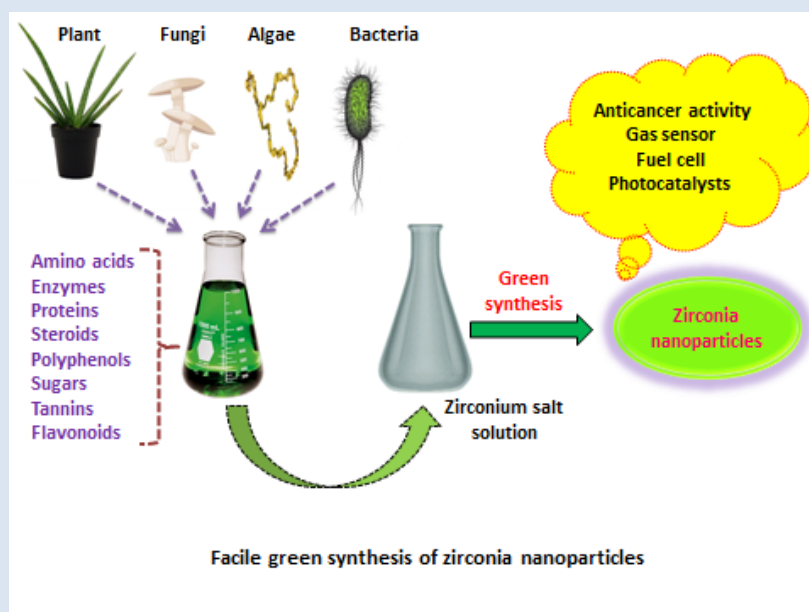 Plant
Fungi
Algae
Bacteria
Anticancer activity
Gas sensor
Fuel cell
Photocatalysts
Amino acids
Enzymes
Proteins
Steroids
Polyphenols
Sugars
Tannins
Flavonoids
Green
synthesis
Zirconia
nanoparticles
Zirconium salt
solution
Facile green synthesis of zirconia nanoparticles